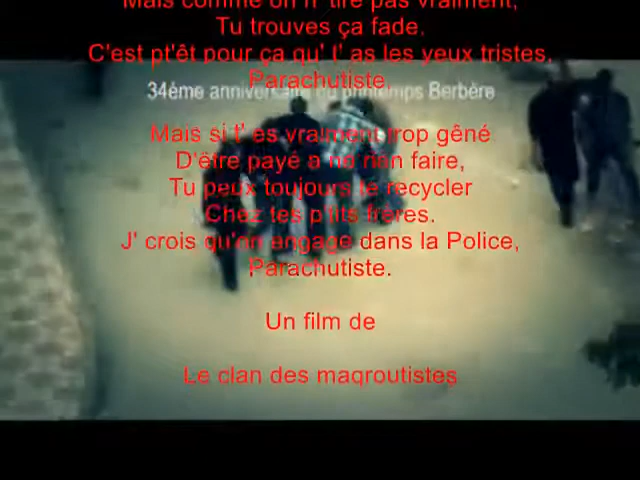 Mais comme on n' tire pas vraiment,
Tu trouves ça fade.
C'est pt'êt pour ça qu' t' as les yeux tristes,
Parachutiste.
34ème anniversaire du printemps Berbère
Mais si t' es vraiment trop gêné
D'être payé a ne rien faire,
Tu peux toujours te recycler
Chez tes p'tits frères.
J' crois qu'on engage dans la Police,
Parachutiste.
Un film de
Le clan des maqroutistes